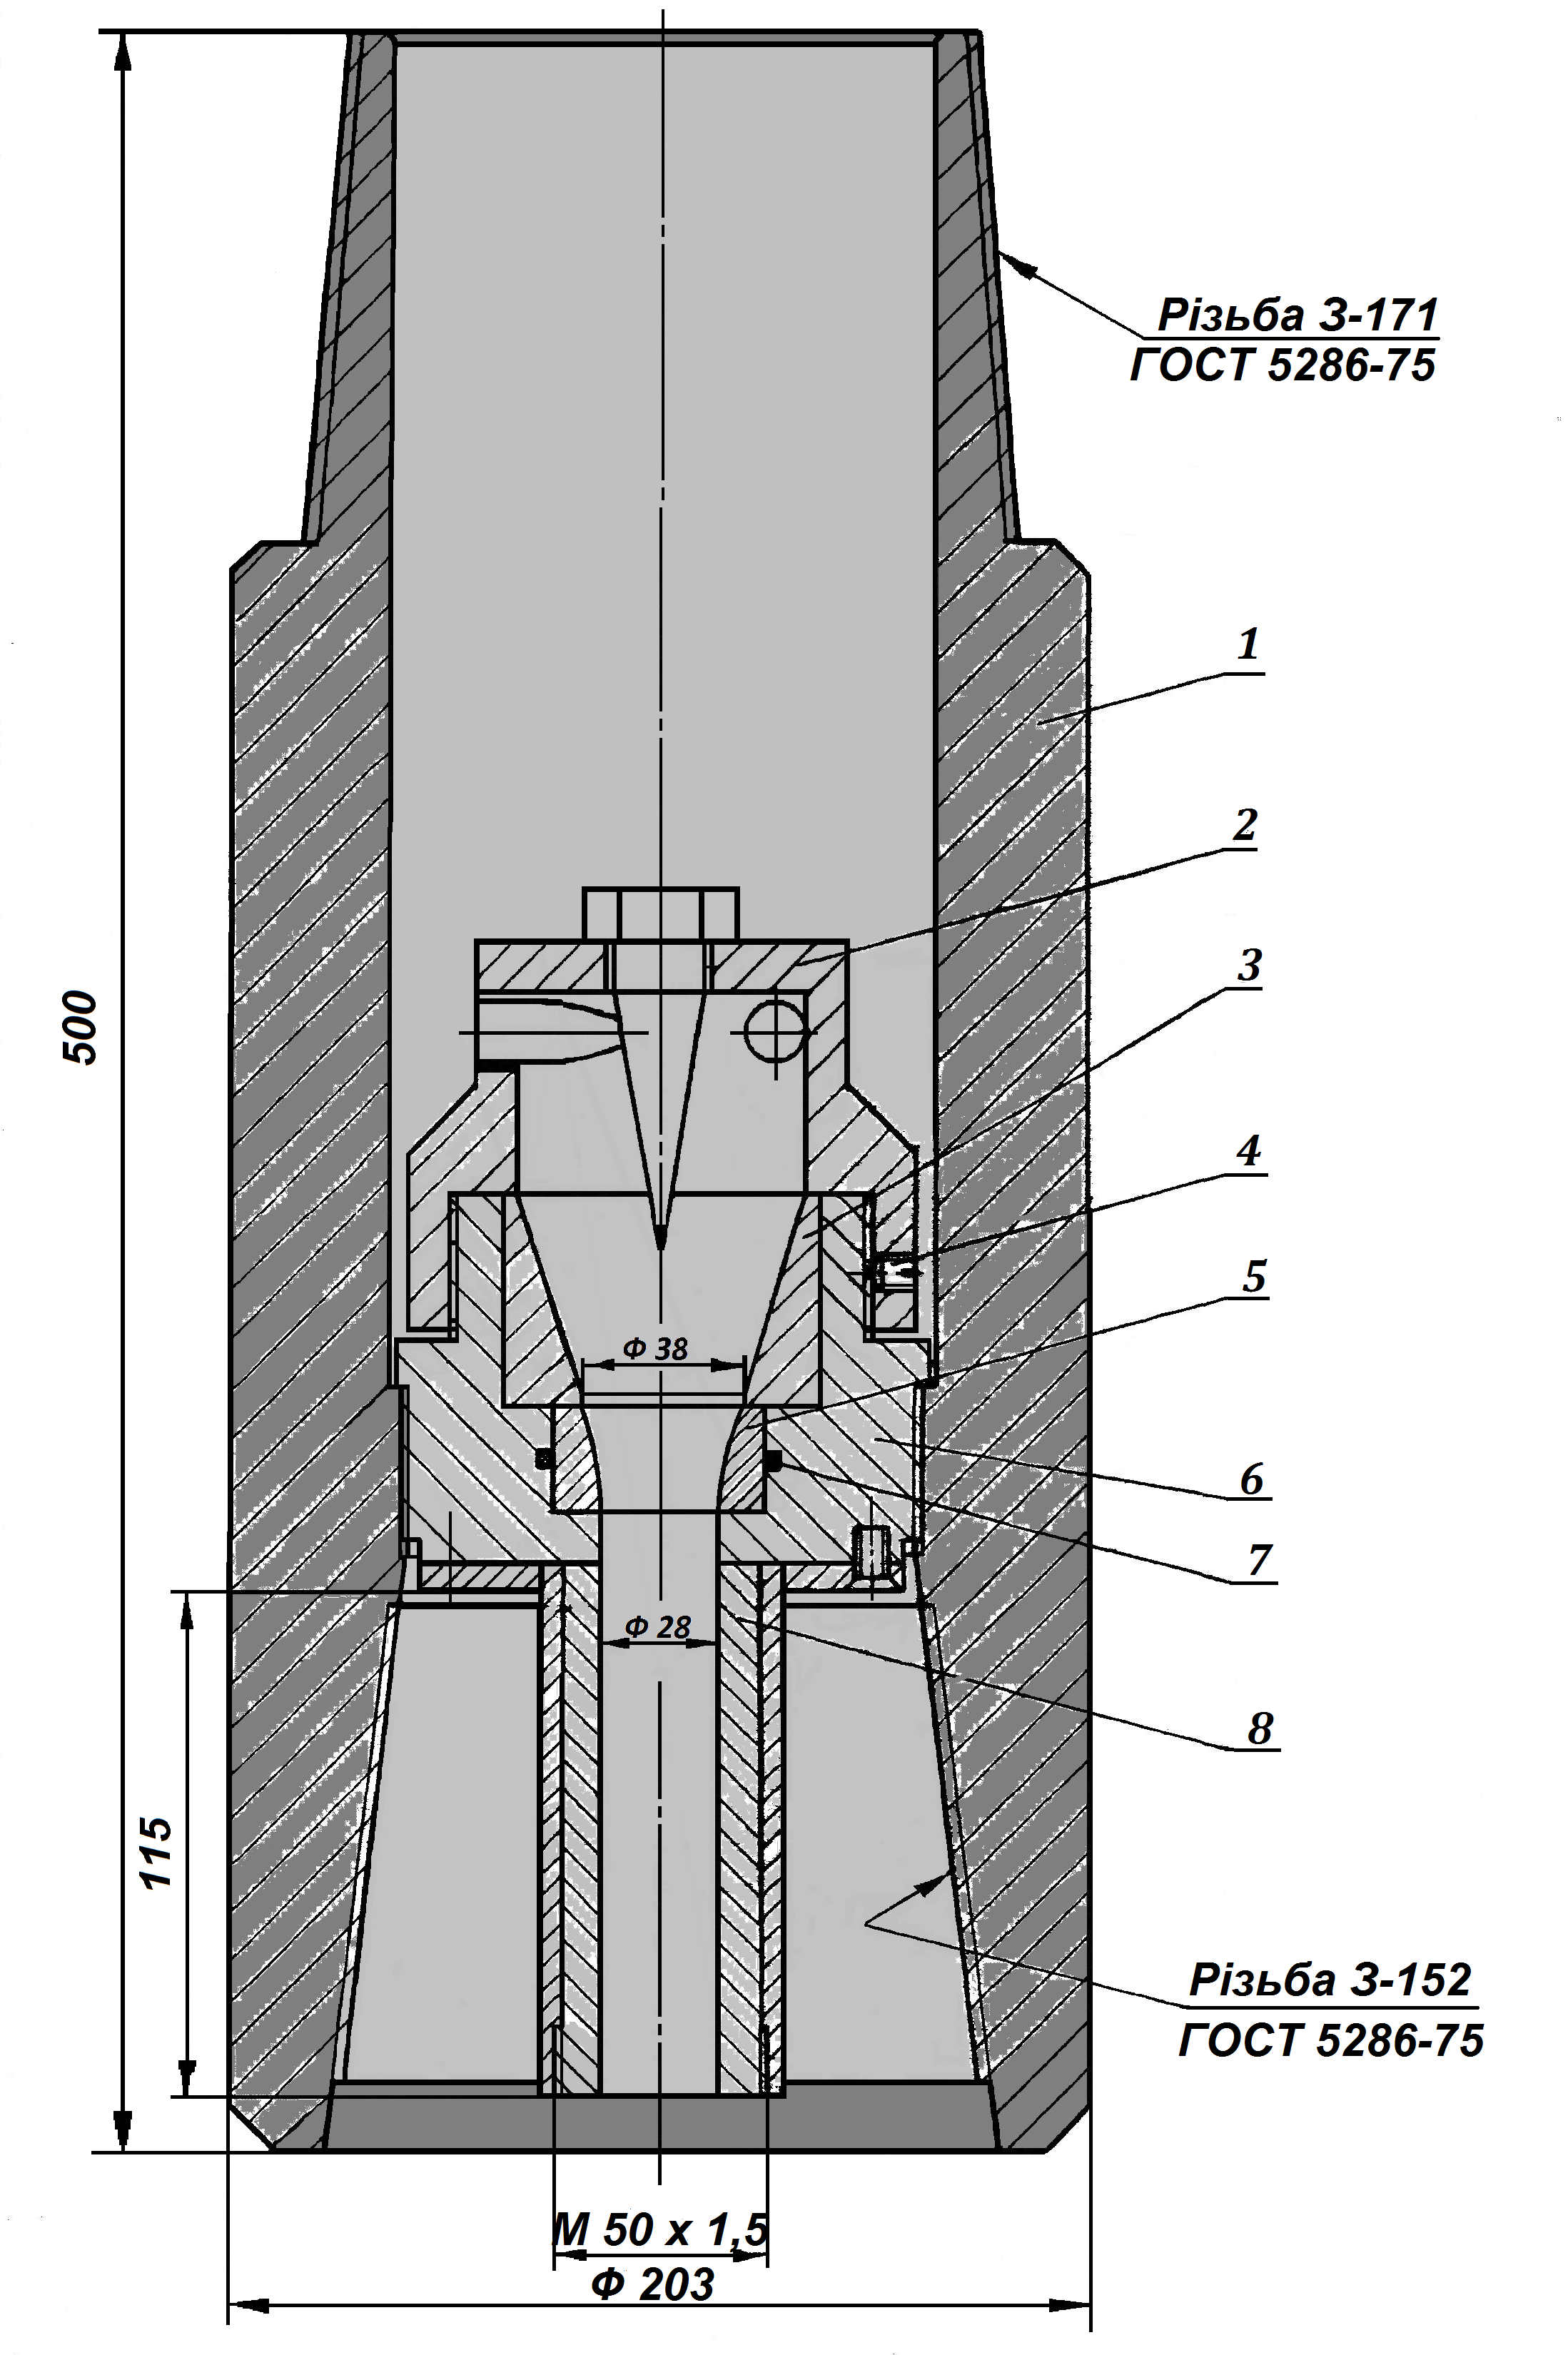 Різьба З-171
ГОСТ 5286-75
1
2
3
4
5
6
7
8
500
Ф 38
Ф 28
115
Різьба З-152
ГОСТ 5286-75
М 50 х 1,5
Ф 203